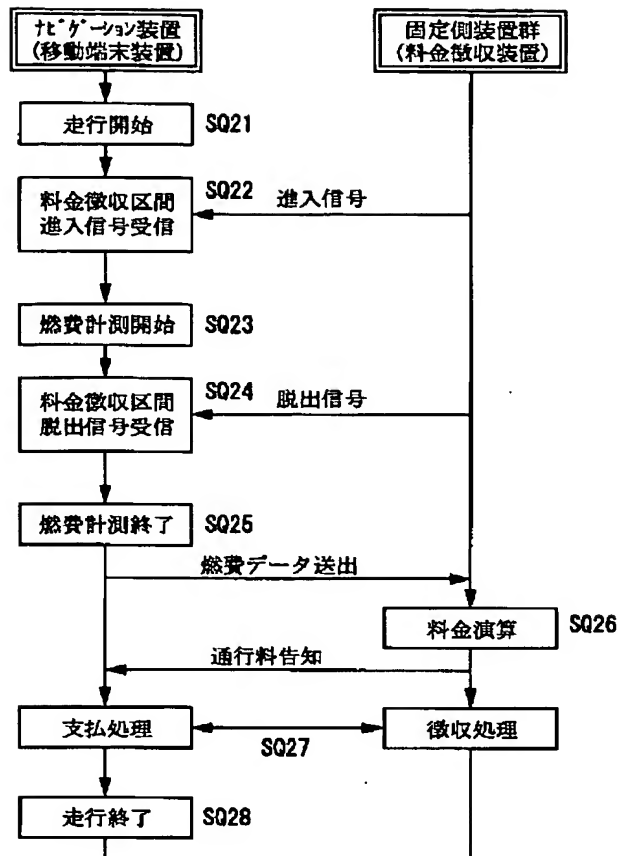 ﾅﾋﾞｹﾞｰｼｮﾝ装置
(移動端末装置)
固定側装置群
(料金徴収装置)
走行開始
SQ21
料金徴収区間
進入信号受信
SQ22
進入信号
燃費計測開始
SQ23
料金徴収区間
脱出信号受信
SQ24
脱出信号
燃費計測終了
SQ25
燃費データ送出
料金演算
SQ26
通行料告知
支払処理
SQ27
徴収処理
走行終了
SQ28